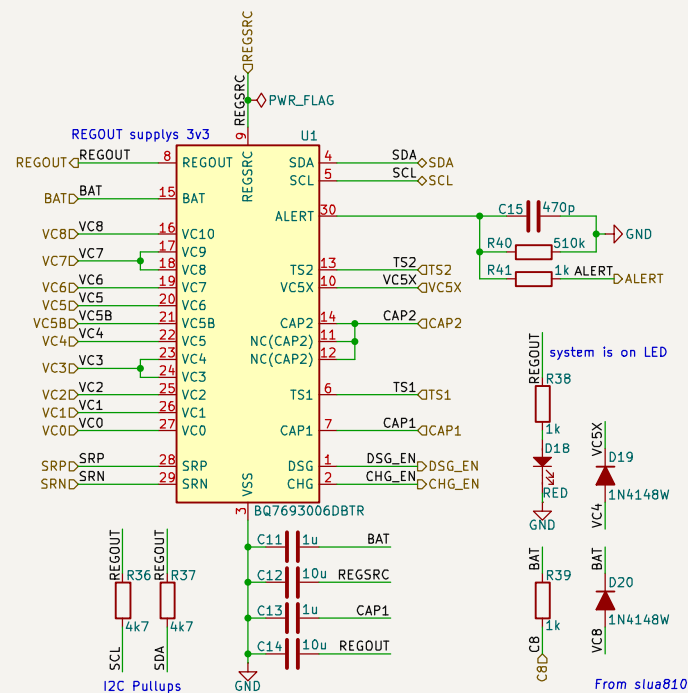 REGSRC
REGSRC
PWR_FLAG
REGOUT supplys 3v3
U1
9
REGSRC
REGOUT REGOUT 8 REGOUT
SDA 4 SDA SDA
SCL 5 SCL SCL
BAT BAT 15 BAT
ALERT 30
C15 470p
GND
R40 510k
R41 1k ALERT ALERT
VC8 VC8 16 VC10
17 VC9
VC7 VC7
18 VC8
TS2 13 TS2 TS2
VC6 VC6 19 VC7
VC5X 10 VC5X VC5X
VC5 VC5 20 VC6
VC5B VC5B 21 VC5B
CAP2 14 CAP2 CAP2
VC4 VC4 22 VC5
NC(CAP2) 11
23 VC4
NC(CAP2) 12
VC3 VC3
24 VC3
VC2 VC2 25 VC2
TS1 6 TS1 TS1
VC1 VC1 26 VC1
VC0 VC0 27 VC0
CAP1 7 CAP1 CAP1
SRP SRP 28 SRP
DSG 1 DSG_EN DSG_EN
SRN SRN 29 SRN
CHG 2 CHG_EN CHG_EN
VSS
3
BQ7693006DBTR
system is on LED
REGOUT
R38
1k
D18
RED
GND
VC5X
D19
1N4148W
VC4
REGOUT
R36
4k7
SCL
REGOUT
R37
4k7
SDA
I2C Pullups
C11 1u BAT
C12 10u REGSRC
C13 1u CAP1
C14 10u REGOUT
GND
BAT
R39
1k
C8
C8
BAT
D20
1N4148W
VC8
From slua810